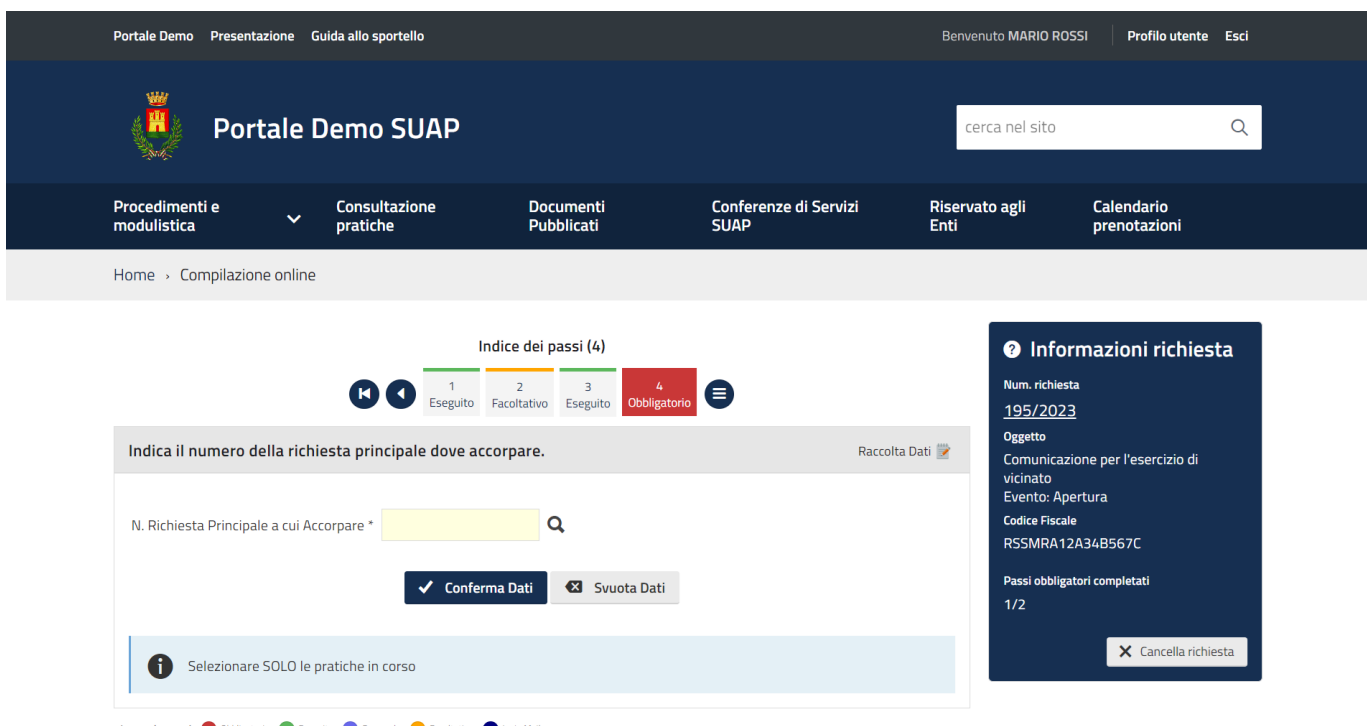 Portale Demo Presentazione Guida allo sportello Benvenuto MARIO ROSSI Profilo utente Esci
Portale Demo SUAP
cerca nel sito
Procedimenti e modulistica
Consultazione pratiche
Documenti Pubblicati
Conferenze di Servizi SUAP
Riservato agli Enti
Calendario prenotazioni
Home › Compilazione online
Indice dei passi (4)
1 Eseguito
2 Facoltativo
3 Eseguito
4 Obbligatorio
Indica il numero della richiesta principale dove accorpare. Raccolta Dati
N. Richiesta Principale a cui Accorpare *
Conferma Dati Svuota Dati
Selezionare SOLO le pratiche in corso
Informazioni richiesta
Num. richiesta
195/2023
Oggetto
Comunicazione per l'esercizio di
vicinato
Evento: Apertura
Codice Fiscale
RSSMRA12A34B567C
Passi obbligatori completati
1/2
Cancella richiesta